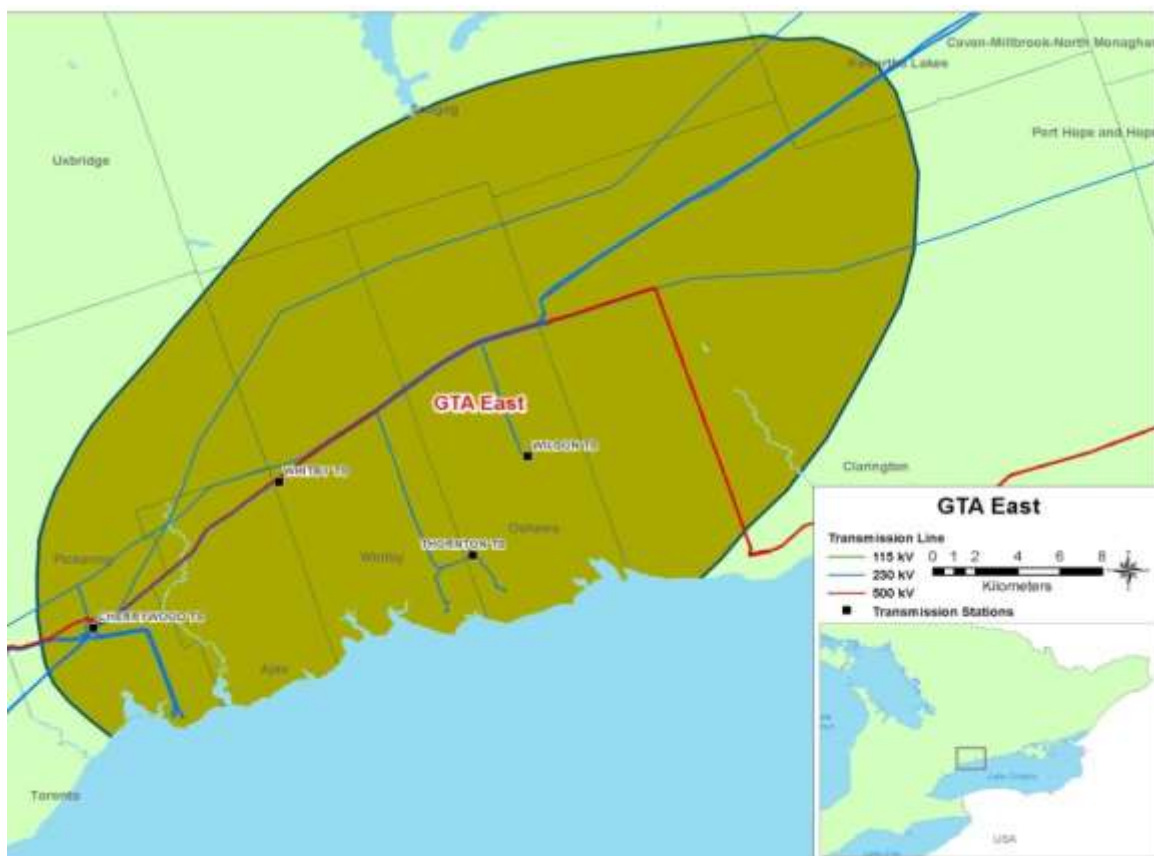 Cavan-Millbrook-North Monaghan
Kawartha Lakes
Scugog
Port Hope and Hope
Uxbridge
GTA East
WILSON TS
WHITBY TS
Clarington
Oshawa
THORNTON TS
Whitby
Pickering
CHERRYWOOD TS
Ajax
Toronto
GTA East
Transmission Line
115 kV
230 kV
500 kV
Transmission Stations
0 1 2 4 6 8
Kilometers
Lake Ontario
USA